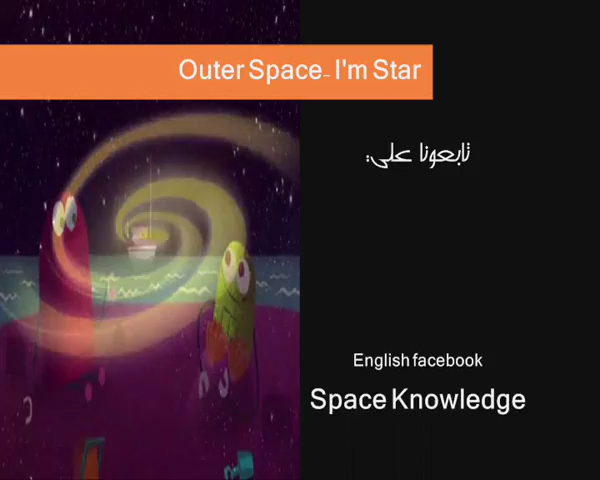 Outer Space- I'm Star
تابعونا على:
English facebook
Space Knowledge